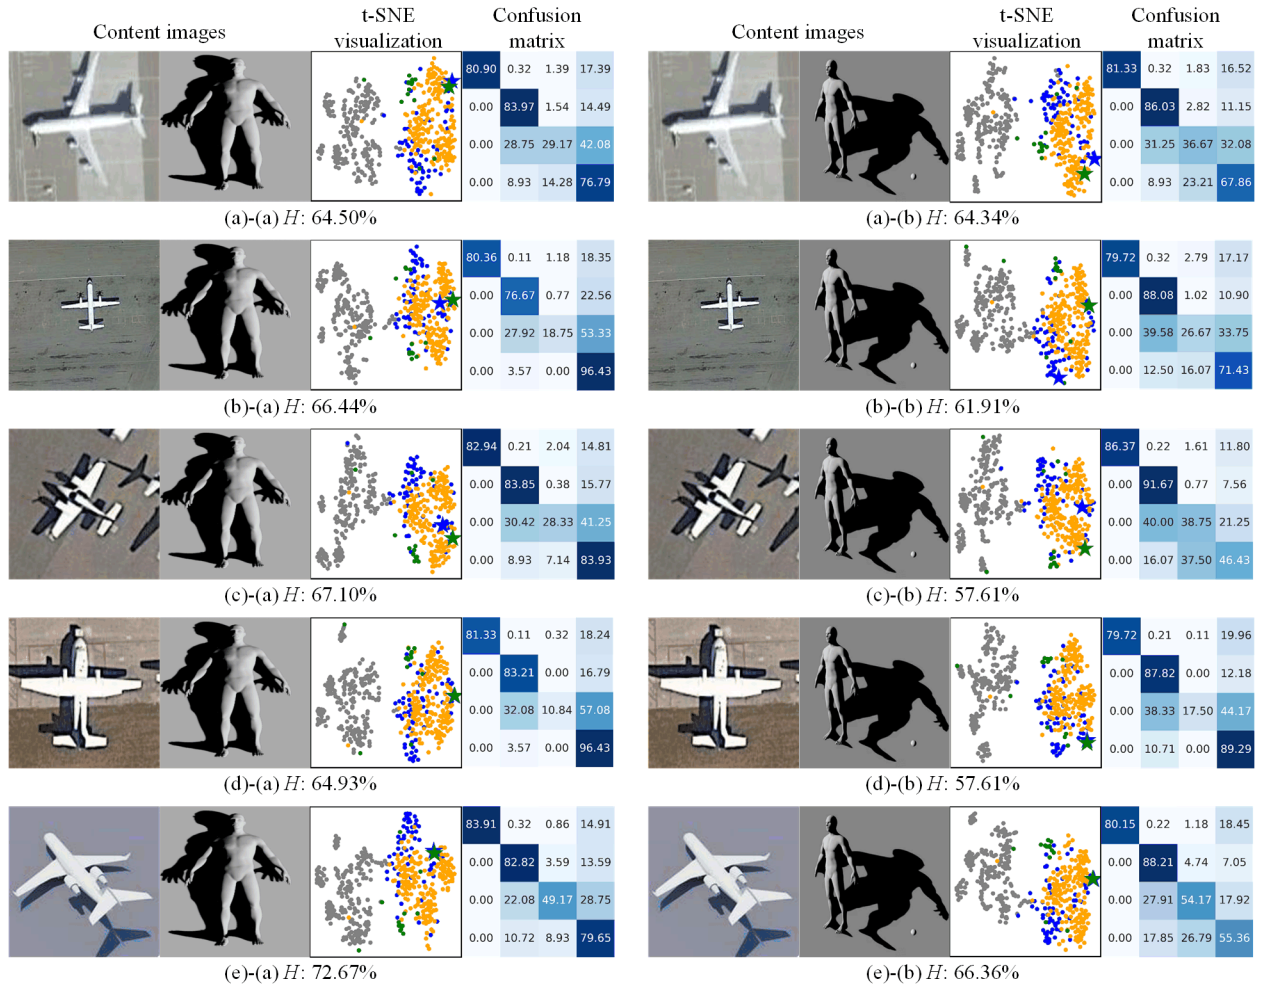 Content images
t-SNE
visualization
Confusion
matrix
Content images
t-SNE
visualization
Confusion
matrix
80.90 0.32 1.39 17.39
0.00 83.97 1.54 14.49
28.75 29.17 42.08
0.00 8.93 14.28 76.79
(a)-(a) H: 64.50%
81.33 0.32 1.83 16.52
0.00 86.03 2.82 11.15
0.00 31.25 36.67 32.08
0.00 8.93 23.21 67.86
(a)-(b) H: 64.34%
80.36 0.11 1.18 18.35
0.00 76.67 0.77 22.56
0.00 27.92 18.75 53.33
0.00 3.57 0.00 96.43
(b)-(a) H: 66.44%
79.72 0.32 2.79 17.17
0.00 88.08 1.02 10.90
0.00 39.58 26.67 33.75
0.00 12.50 16.07 71.43
(b)-(b) H: 61.91%
82.94 0.21 2.04 14.81
0.00 83.85 0.38 15.77
0.00 30.42 28.33 41.25
0.00 8.93 7.14 83.93
(c)-(a) H: 67.10%
86.37 0.22 1.61 11.80
0.00 91.67 0.77 7.56
0.00 40.00 38.75 21.25
0.00 16.07 37.50 46.43
(c)-(b) H: 57.61%
81.33 0.11 0.32 18.24
0.00 83.21 0.00 16.79
0.00 32.08 10.84 57.08
0.00 3.57 0.00 96.43
(d)-(a) H: 64.93%
79.72 0.21 0.11 19.96
0.00 87.82 0.00 12.18
0.00 38.33 17.50 44.17
0.00 10.71 0.00 89.29
(d)-(b) H: 57.61%
83.91 0.32 0.86 14.91
0.00 82.82 3.59 13.59
0.00 22.08 49.17 28.75
0.00 10.72 8.93 79.65
(e)-(a) H: 72.67%
80.15 0.22 1.18 18.45
0.00 88.21 4.74 7.05
0.00 27.91 54.17 17.92
0.00 17.85 26.79 55.36
(e)-(b) H: 66.36%